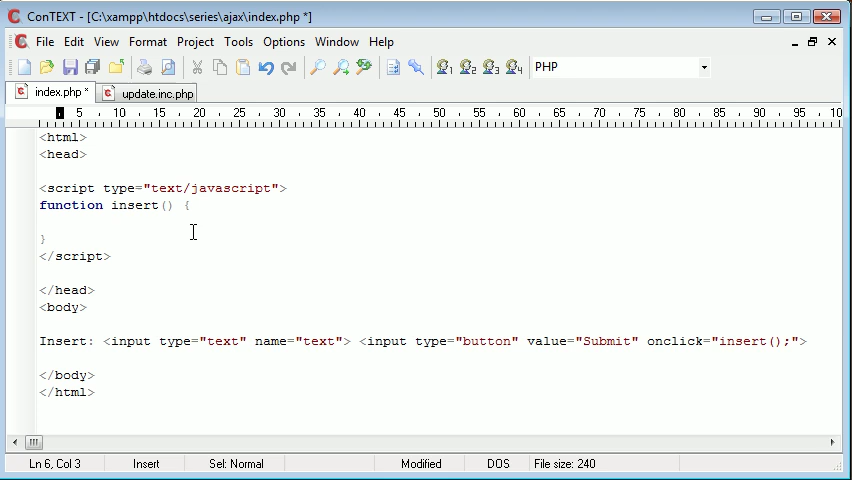 ConTEXT - [C:\xampp\htdocs\series\ajax\index.php *]
File Edit View Format Project Tools Options Window Help
1 2 3 4 PHP
index.php * update.inc.php
5 10 15 20 25 30 35 40 45 50 55 60 65 70 75 80 85 90 95 10
<html>
<head>
<script type="text/javascript">
function insert() {
}
</script>
</head>
<body>
Insert: <input type="text" name="text"> <input type="button" value="Submit" onclick="insert();">
</body>
</html>
Ln 6, Col 3 Insert Sel: Normal Modified DOS File size: 240